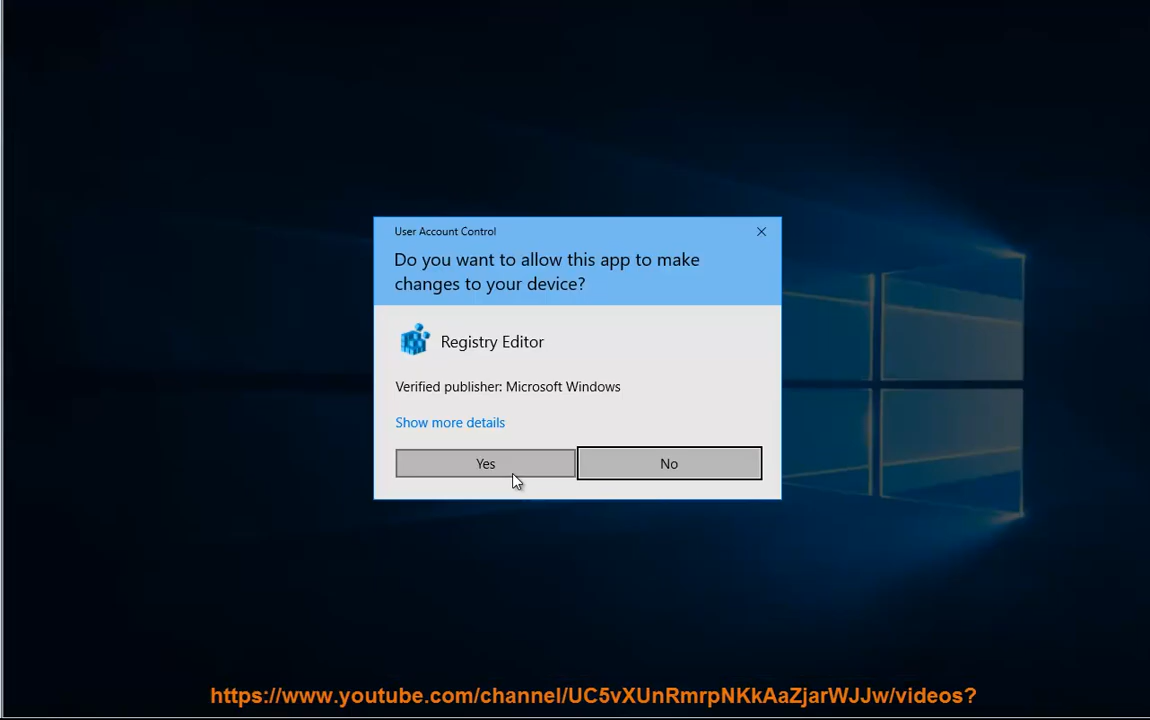 User Account Control
Do you want to allow this app to make
changes to your device?
Registry Editor
Verified publisher: Microsoft Windows
Show more details
Yes
No
https://www.youtube.com/channel/UC5vXUnRmrpNKkAaZjarWJJw/videos?